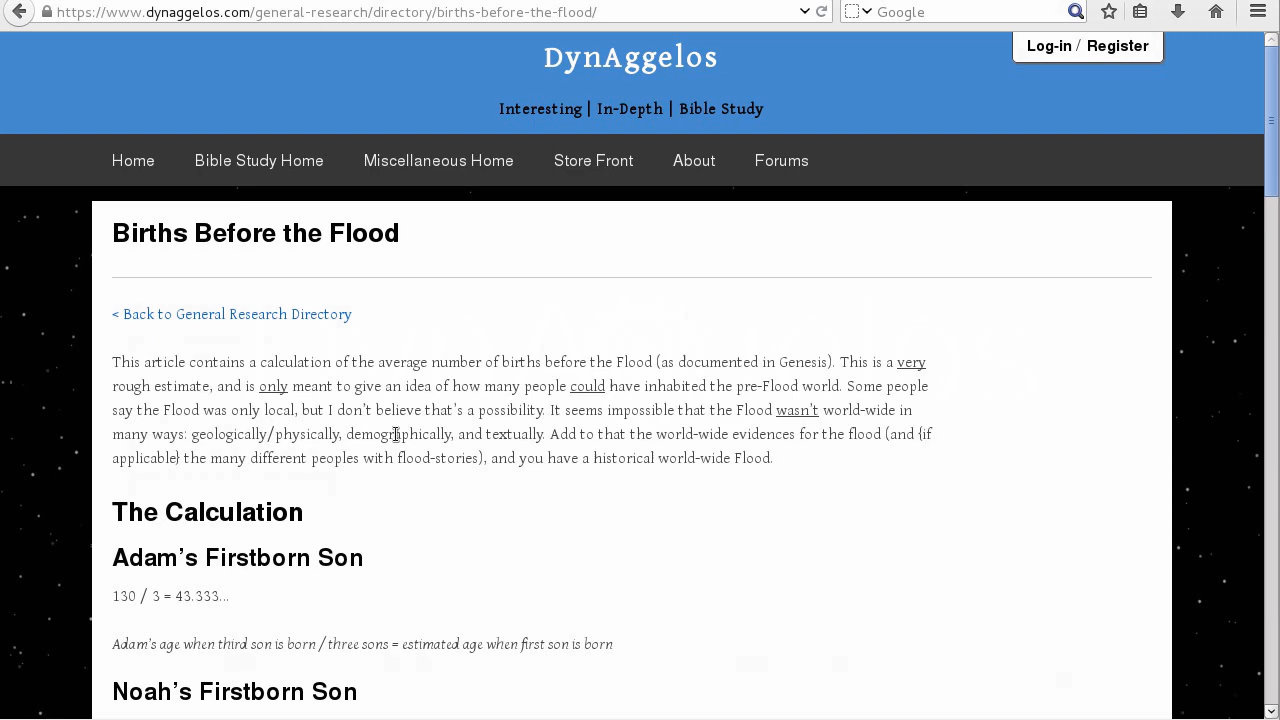 https://www.dynaggelos.com/general-research/directory/births-before-the-flood/
Google
Log-in / Register
DynAggelos
Interesting | In-Depth | Bible Study
Home Bible Study Home Miscellaneous Home Store Front About Forums
Births Before the Flood
< Back to General Research Directory
This article contains a calculation of the average number of births before the Flood (as documented in Genesis). This is a very
rough estimate, and is only meant to give an idea of how many people could have inhabited the pre-Flood world. Some people
say the Flood was only local, but I don't believe that's a possibility. It seems impossible that the Flood wasn't world-wide in
many ways: geologically/physically, demographically, and textually. Add to that the world-wide evidences for the flood (and {if
applicable} the many different peoples with flood-stories), and you have a historical world-wide Flood.
The Calculation
Adam's Firstborn Son
130 / 3 = 43.333...
Adam's age when third son is born / three sons = estimated age when first son is born
Noah's Firstborn Son